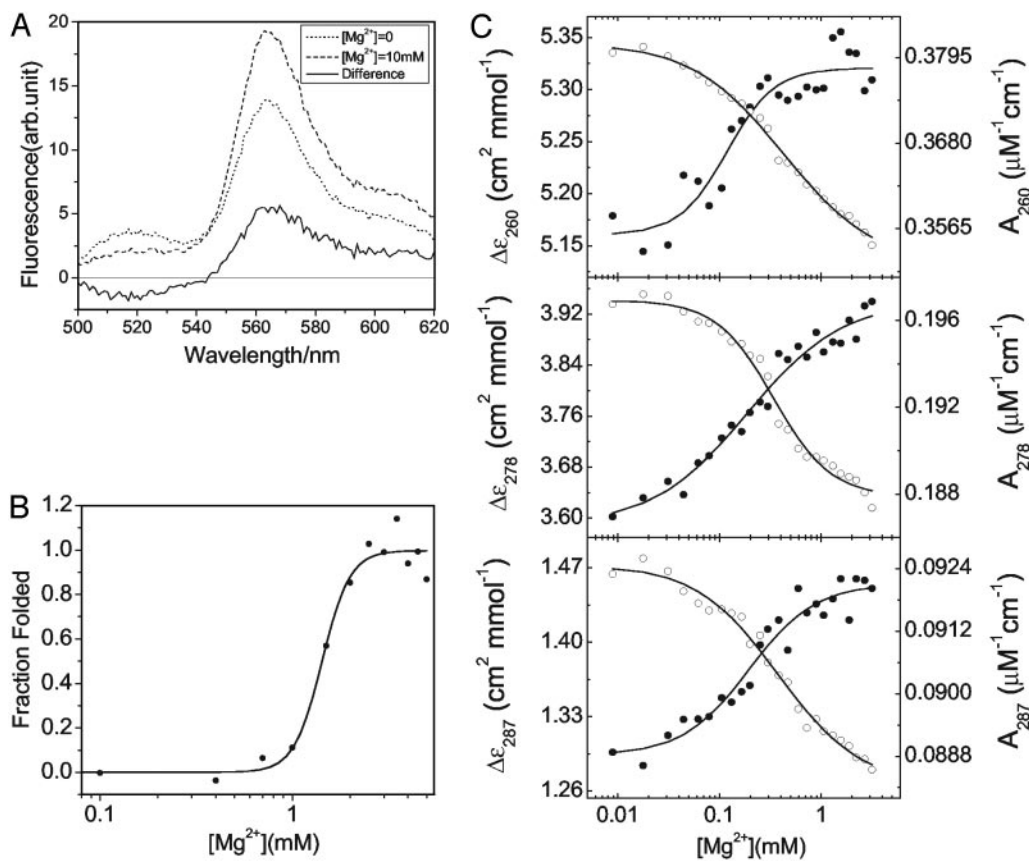 A
[Mg²⁺]=0
[Mg²⁺]=10mM
Difference
Fluorescence(arb.unit)
20
15
10
5
0
500 520 540 560 580 600 620
Wavelength/nm
B
Fraction Folded
1.2
1.0
0.8
0.6
0.4
0.2
0.0
0.1 1
[Mg²⁺](mM)
C
Δε₂₆₀ (cm² mmol⁻¹)
5.35
5.30
5.25
5.20
5.15
0.3795
0.3680
0.3565
A₂₆₀ (μM⁻¹cm⁻¹)
Δε₂₇₈ (cm² mmol⁻¹)
3.92
3.84
3.76
3.68
3.60
0.196
0.192
0.188
A₂₇₈ (μM⁻¹cm⁻¹)
Δε₂₈₇ (cm² mmol⁻¹)
1.47
1.40
1.33
1.26
0.0924
0.0912
0.0900
0.0888
A₂₈₇ (μM⁻¹cm⁻¹)
0.01 0.1 1
[Mg²⁺](mM)